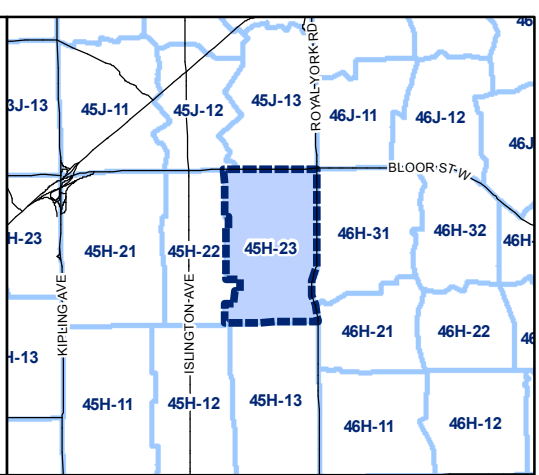 46
ROYAL YORK RD
3J-13
45J-11
45J-12
45J-13
46J-11
46J-12
46J
BLOOR ST W
H-23
45H-21
45H-22
45H-23
46H-31
46H-32
46H-
KIPLING AVE
ISLINGTON AVE
I-13
46H-21
46H-22
46
45H-11
45H-12
45H-13
46H-11
46H-12